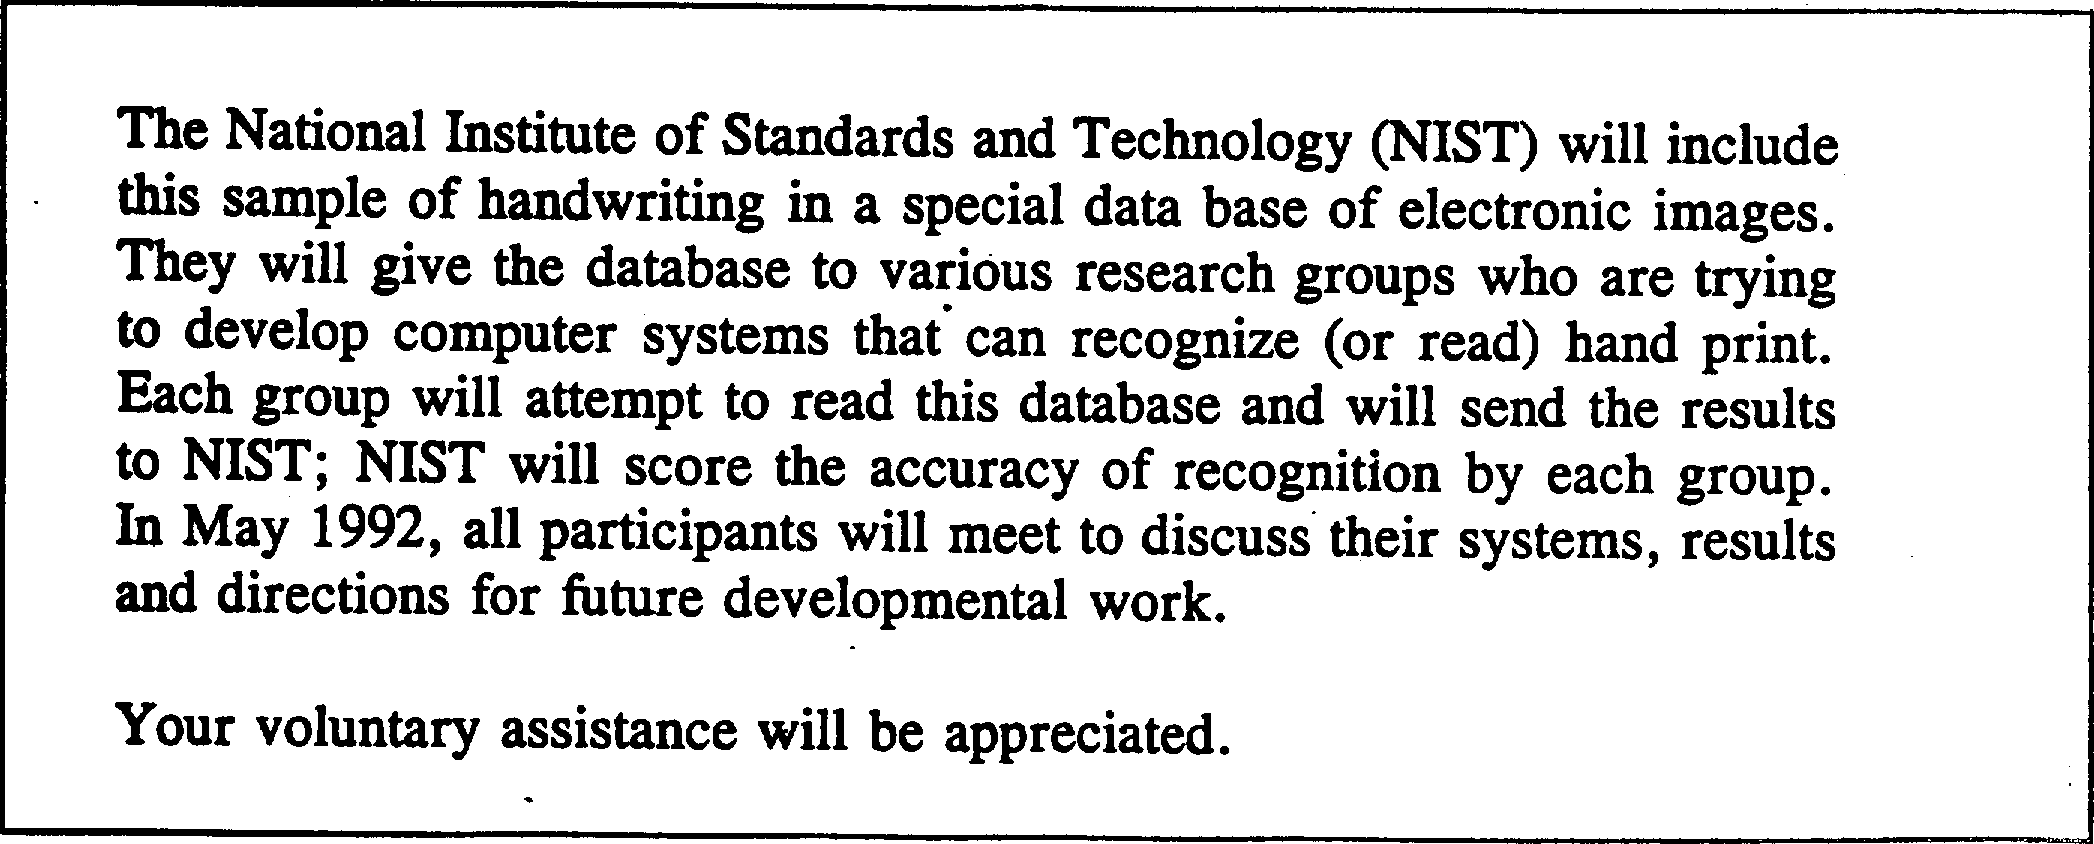 The National Institute of Standards and Technology (NIST) will include
this sample of handwriting in a special data base of electronic images.
They will give the database to various research groups who are trying
to develop computer systems that can recognize (or read) hand print.
Each group will attempt to read this database and will send the results
to NIST; NIST will score the accuracy of recognition by each group.
In May 1992, all participants will meet to discuss their systems, results
and directions for future developmental work.
Your voluntary assistance will be appreciated.